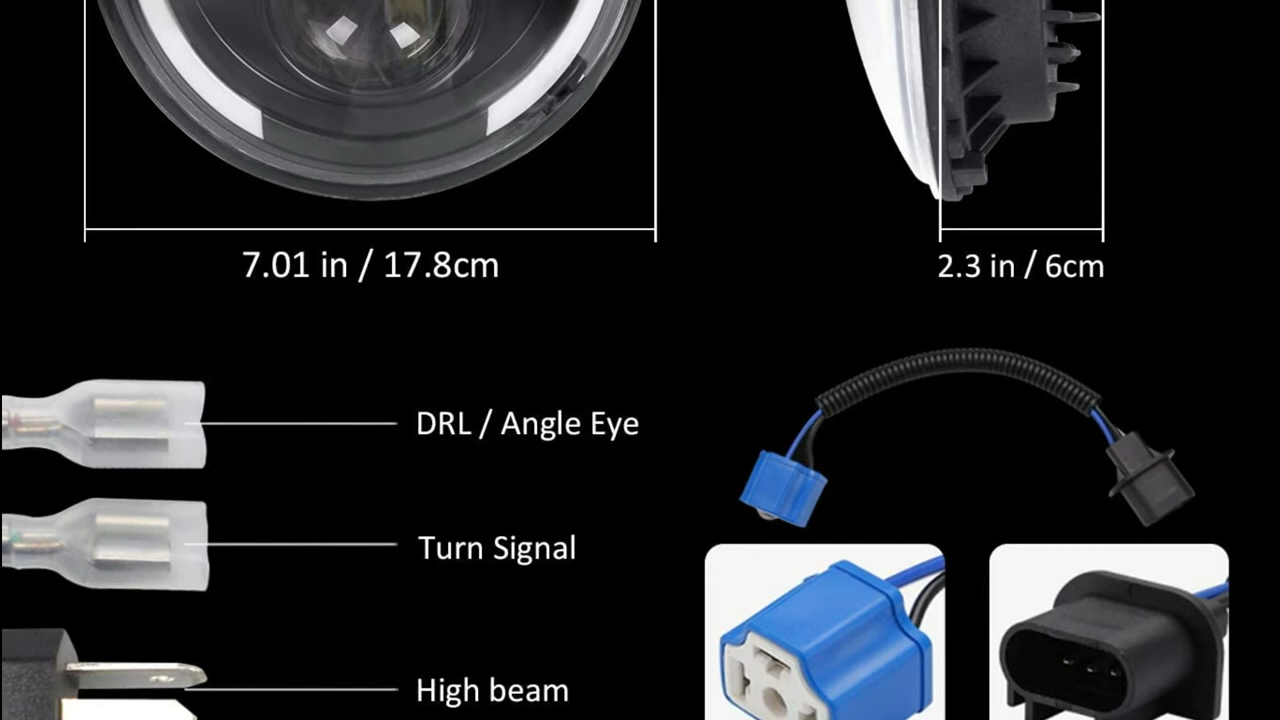 7.01 in / 17.8cm
2.3 in / 6cm
DRL / Angle Eye
Turn Signal
High beam